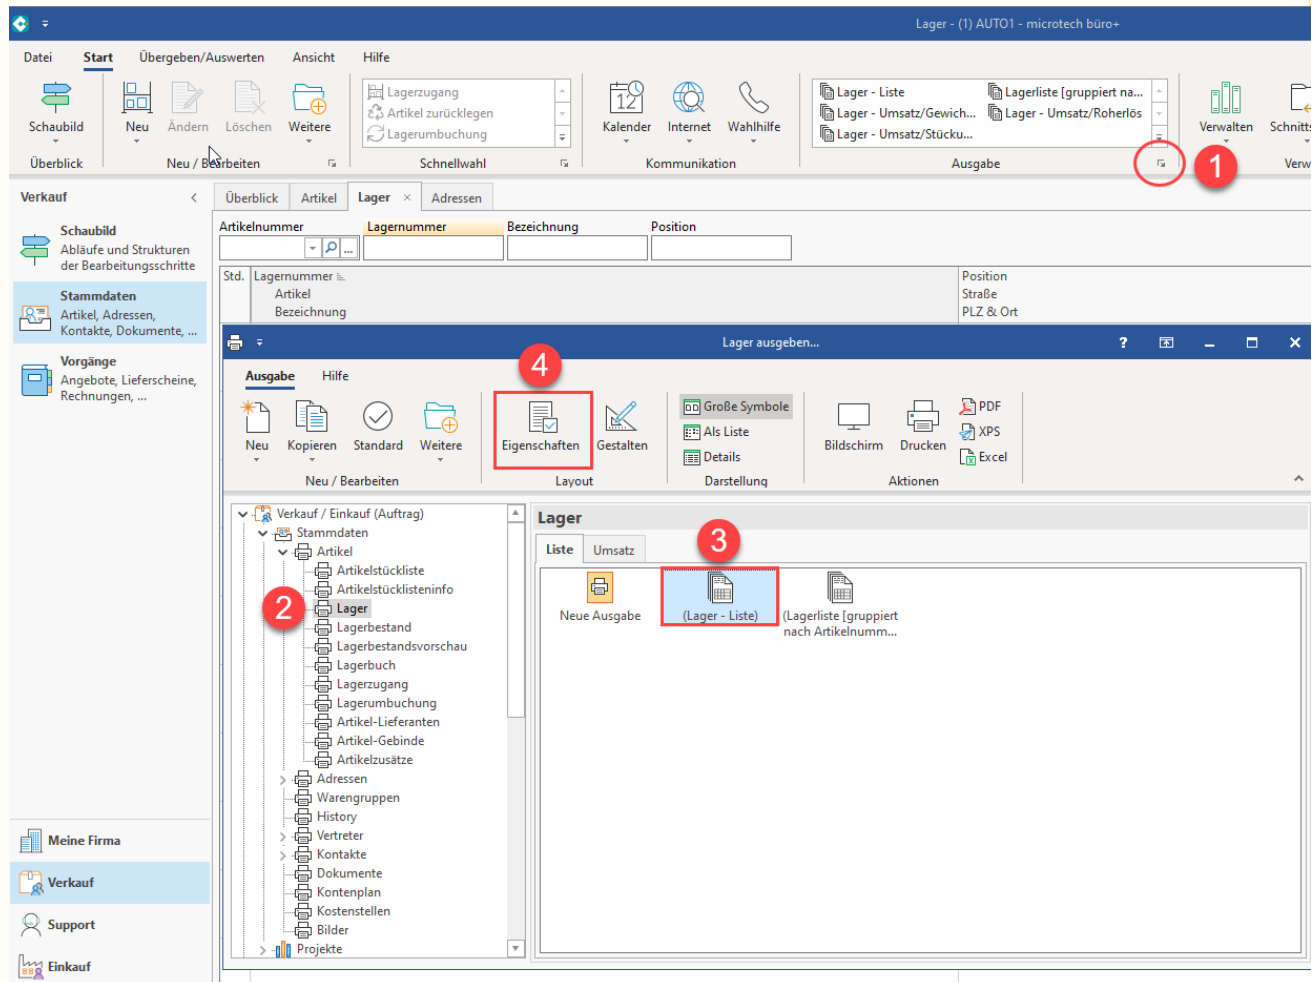 Lager - (1) AUTO1 - microtech büro+
Datei Start Übergeben/Auswerten Ansicht Hilfe
Schaubild
Überblick
Neu Ändern Löschen Weitere
Neu / Bearbeiten
Lagerzugang
Artikel zurücklegen
Lagerumbuchung
Schnellwahl
12
Kalender Internet Wahlhilfe
Kommunikation
Lager - Liste Lagerliste [gruppiert na...
Lager - Umsatz/Gewich... Lager - Umsatz/Roherlös
Lager - Umsatz/Stücku...
Ausgabe
1
Verwalten Schnitts
Verw
Verkauf
Schaubild
Abläufe und Strukturen
der Bearbeitungsschritte
Stammdaten
Artikel, Adressen,
Kontakte, Dokumente, ...
Vorgänge
Angebote, Lieferscheine,
Rechnungen, ...
Meine Firma
Verkauf
Support
Einkauf
Überblick Artikel Lager × Adressen
Artikelnummer Lagernummer Bezeichnung Position
...
Std. Lagernummer Position
Artikel Straße
Bezeichnung PLZ & Ort
Lager ausgeben...
?
Ausgabe Hilfe
4
Neu Kopieren Standard Weitere
Neu / Bearbeiten
Eigenschaften Gestalten
Layout
Große Symbole
Als Liste
Details
Darstellung
Bildschirm Drucken
PDF
XPS
Excel
Aktionen
Verkauf / Einkauf (Auftrag)
Stammdaten
Artikel
Artikelstückliste
Artikelstücklisteninfo
2
Lager
Lagerbestand
Lagerbestandsvorschau
Lagerbuch
Lagerzugang
Lagerumbuchung
Artikel-Lieferanten
Artikel-Gebinde
Artikelzusätze
Adressen
Warengruppen
History
Vertreter
Kontakte
Dokumente
Kontenplan
Kostenstellen
Bilder
Projekte
Lager
Liste Umsatz
3
Neue Ausgabe
(Lager - Liste)
(Lagerliste [gruppiert
nach Artikelnumm...